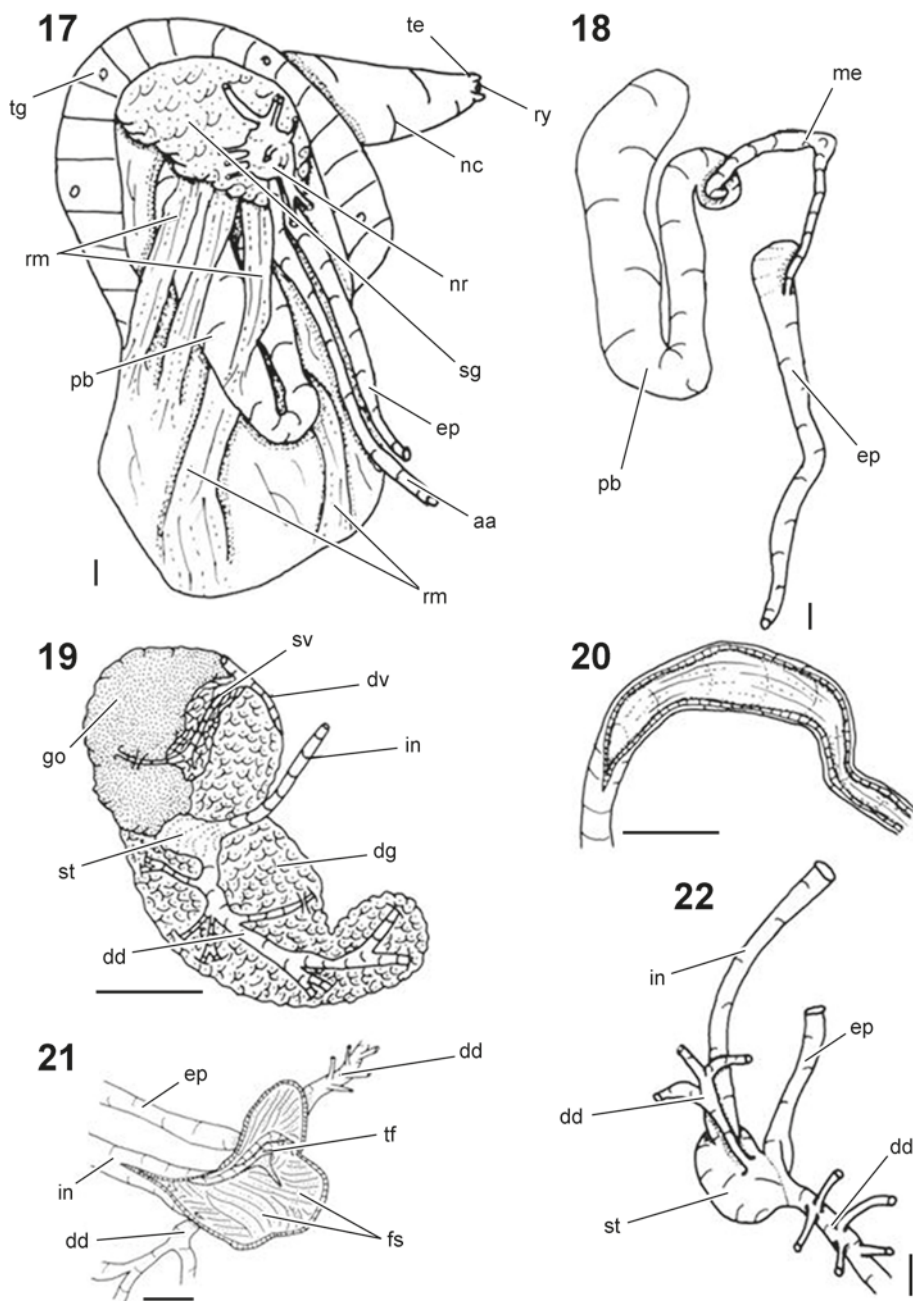 17
te
ry
tg
nc
rm
nr
pb
sg
ep
aa
rm
18
me
ep
pb
19
sv
dv
in
go
st
dg
dd
20
21
dd
ep
tf
in
fs
dd
22
in
ep
dd
dd
st